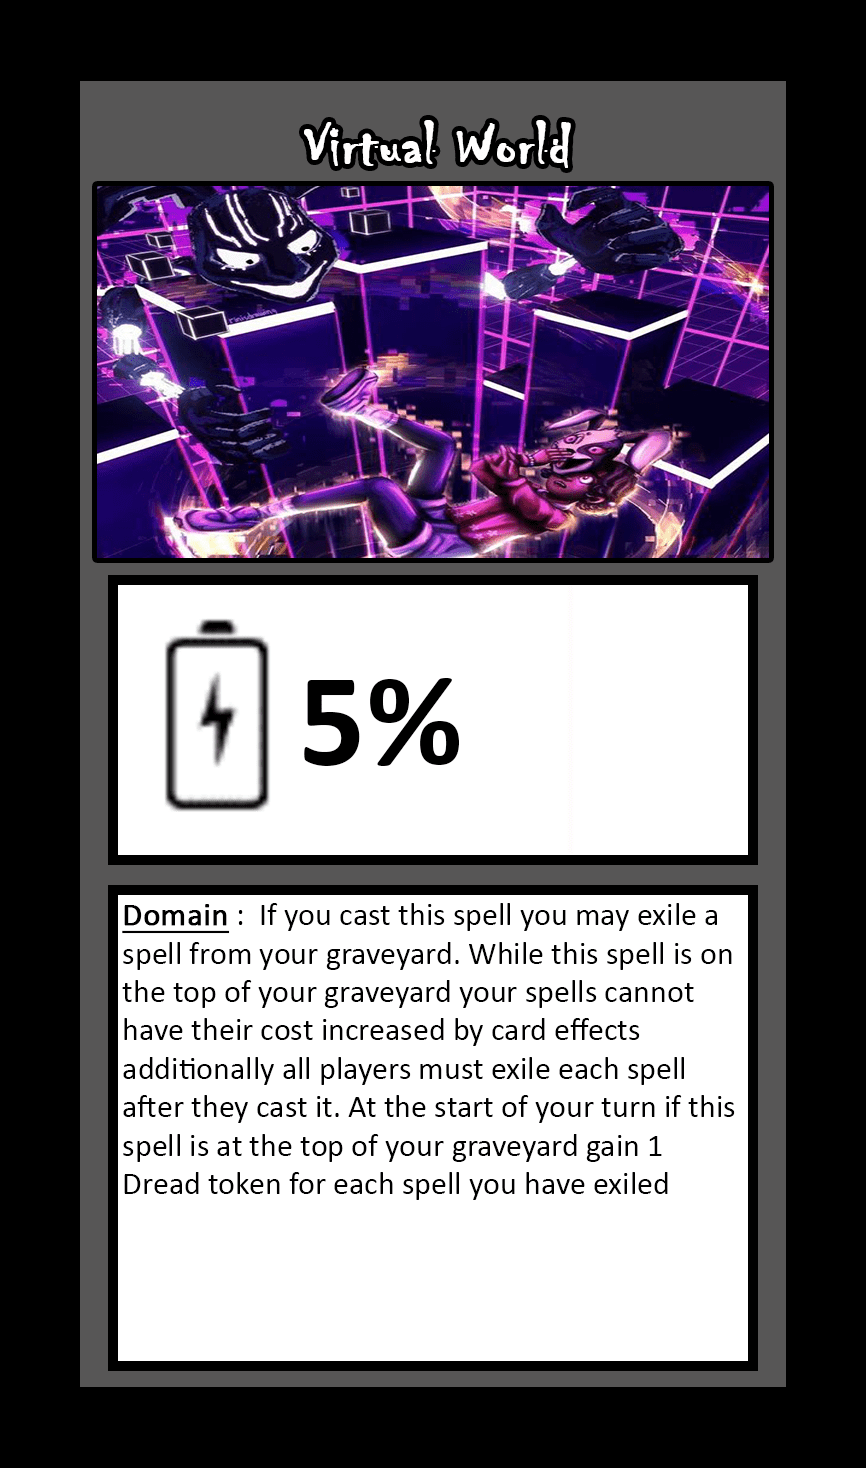 Virtual World
5%
Domain :  If you cast this spell you may exile a
spell from your graveyard. While this spell is on
the top of your graveyard your spells cannot
have their cost increased by card effects
additionally all players must exile each spell
after they cast it. At the start of your turn if this
spell is at the top of your graveyard gain 1
Dread token for each spell you have exiled